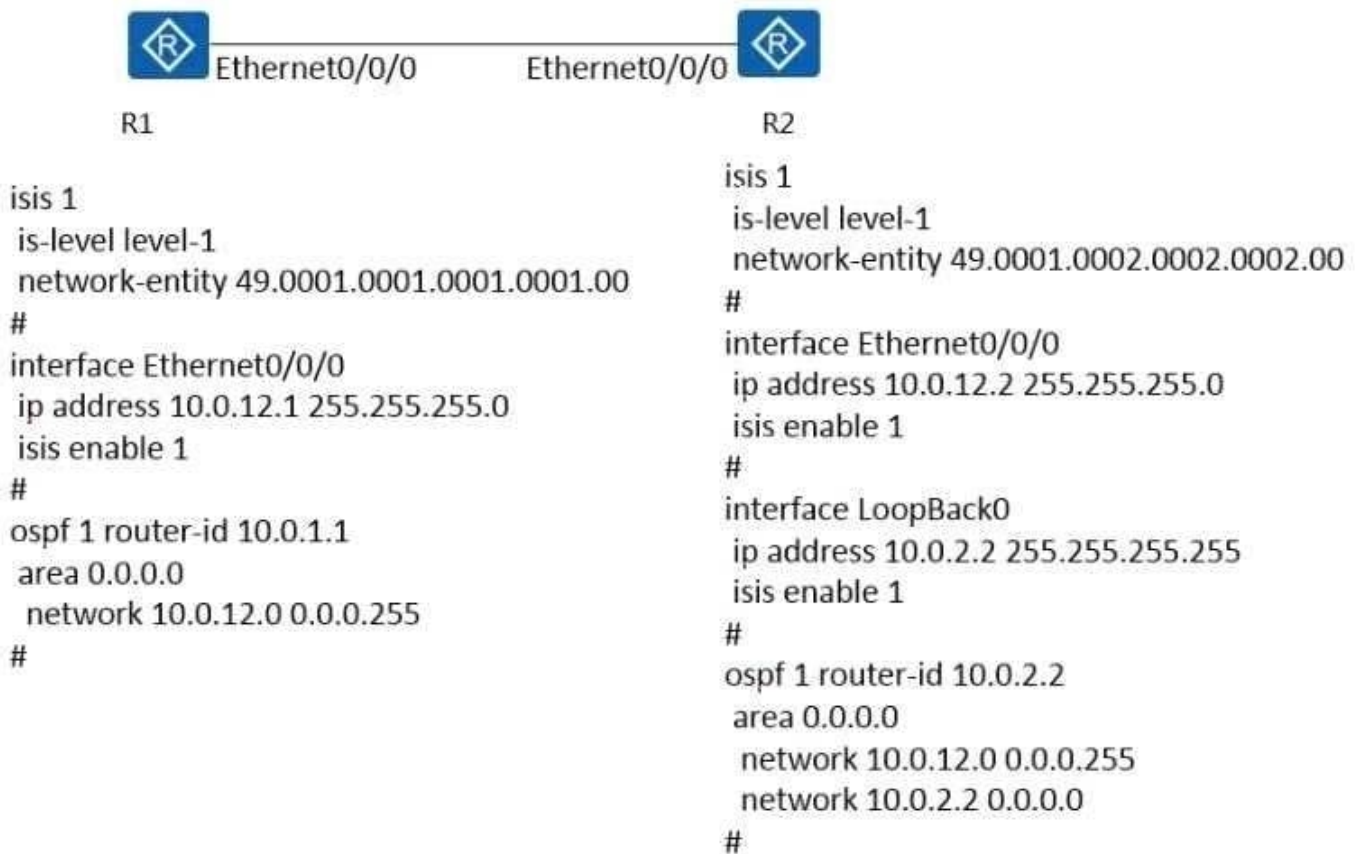 R
R
Ethernet0/0/0
Ethernet0/0/0
R1
R2
isis 1
is-level level-1
network-entity 49.0001.0001.0001.0001.00
#
interface Ethernet0/0/0
ip address 10.0.12.1 255.255.255.0
isis enable 1
#
ospf 1 router-id 10.0.1.1
area 0.0.0.0
network 10.0.12.0 0.0.0.255
#
isis 1
is-level level-1
network-entity 49.0001.0002.0002.0002.00
#
interface Ethernet0/0/0
ip address 10.0.12.2 255.255.255.0
isis enable 1
#
interface LoopBack0
ip address 10.0.2.2 255.255.255.255
isis enable 1
#
ospf 1 router-id 10.0.2.2
area 0.0.0.0
network 10.0.12.0 0.0.0.255
network 10.0.2.2 0.0.0.0
#